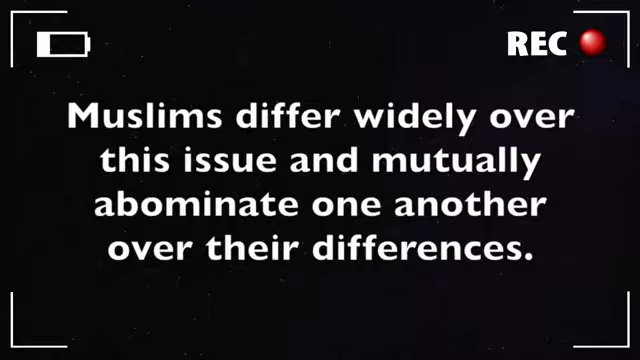 REC
Muslims differ widely over
this issue and mutually
abominate one another
over their differences.